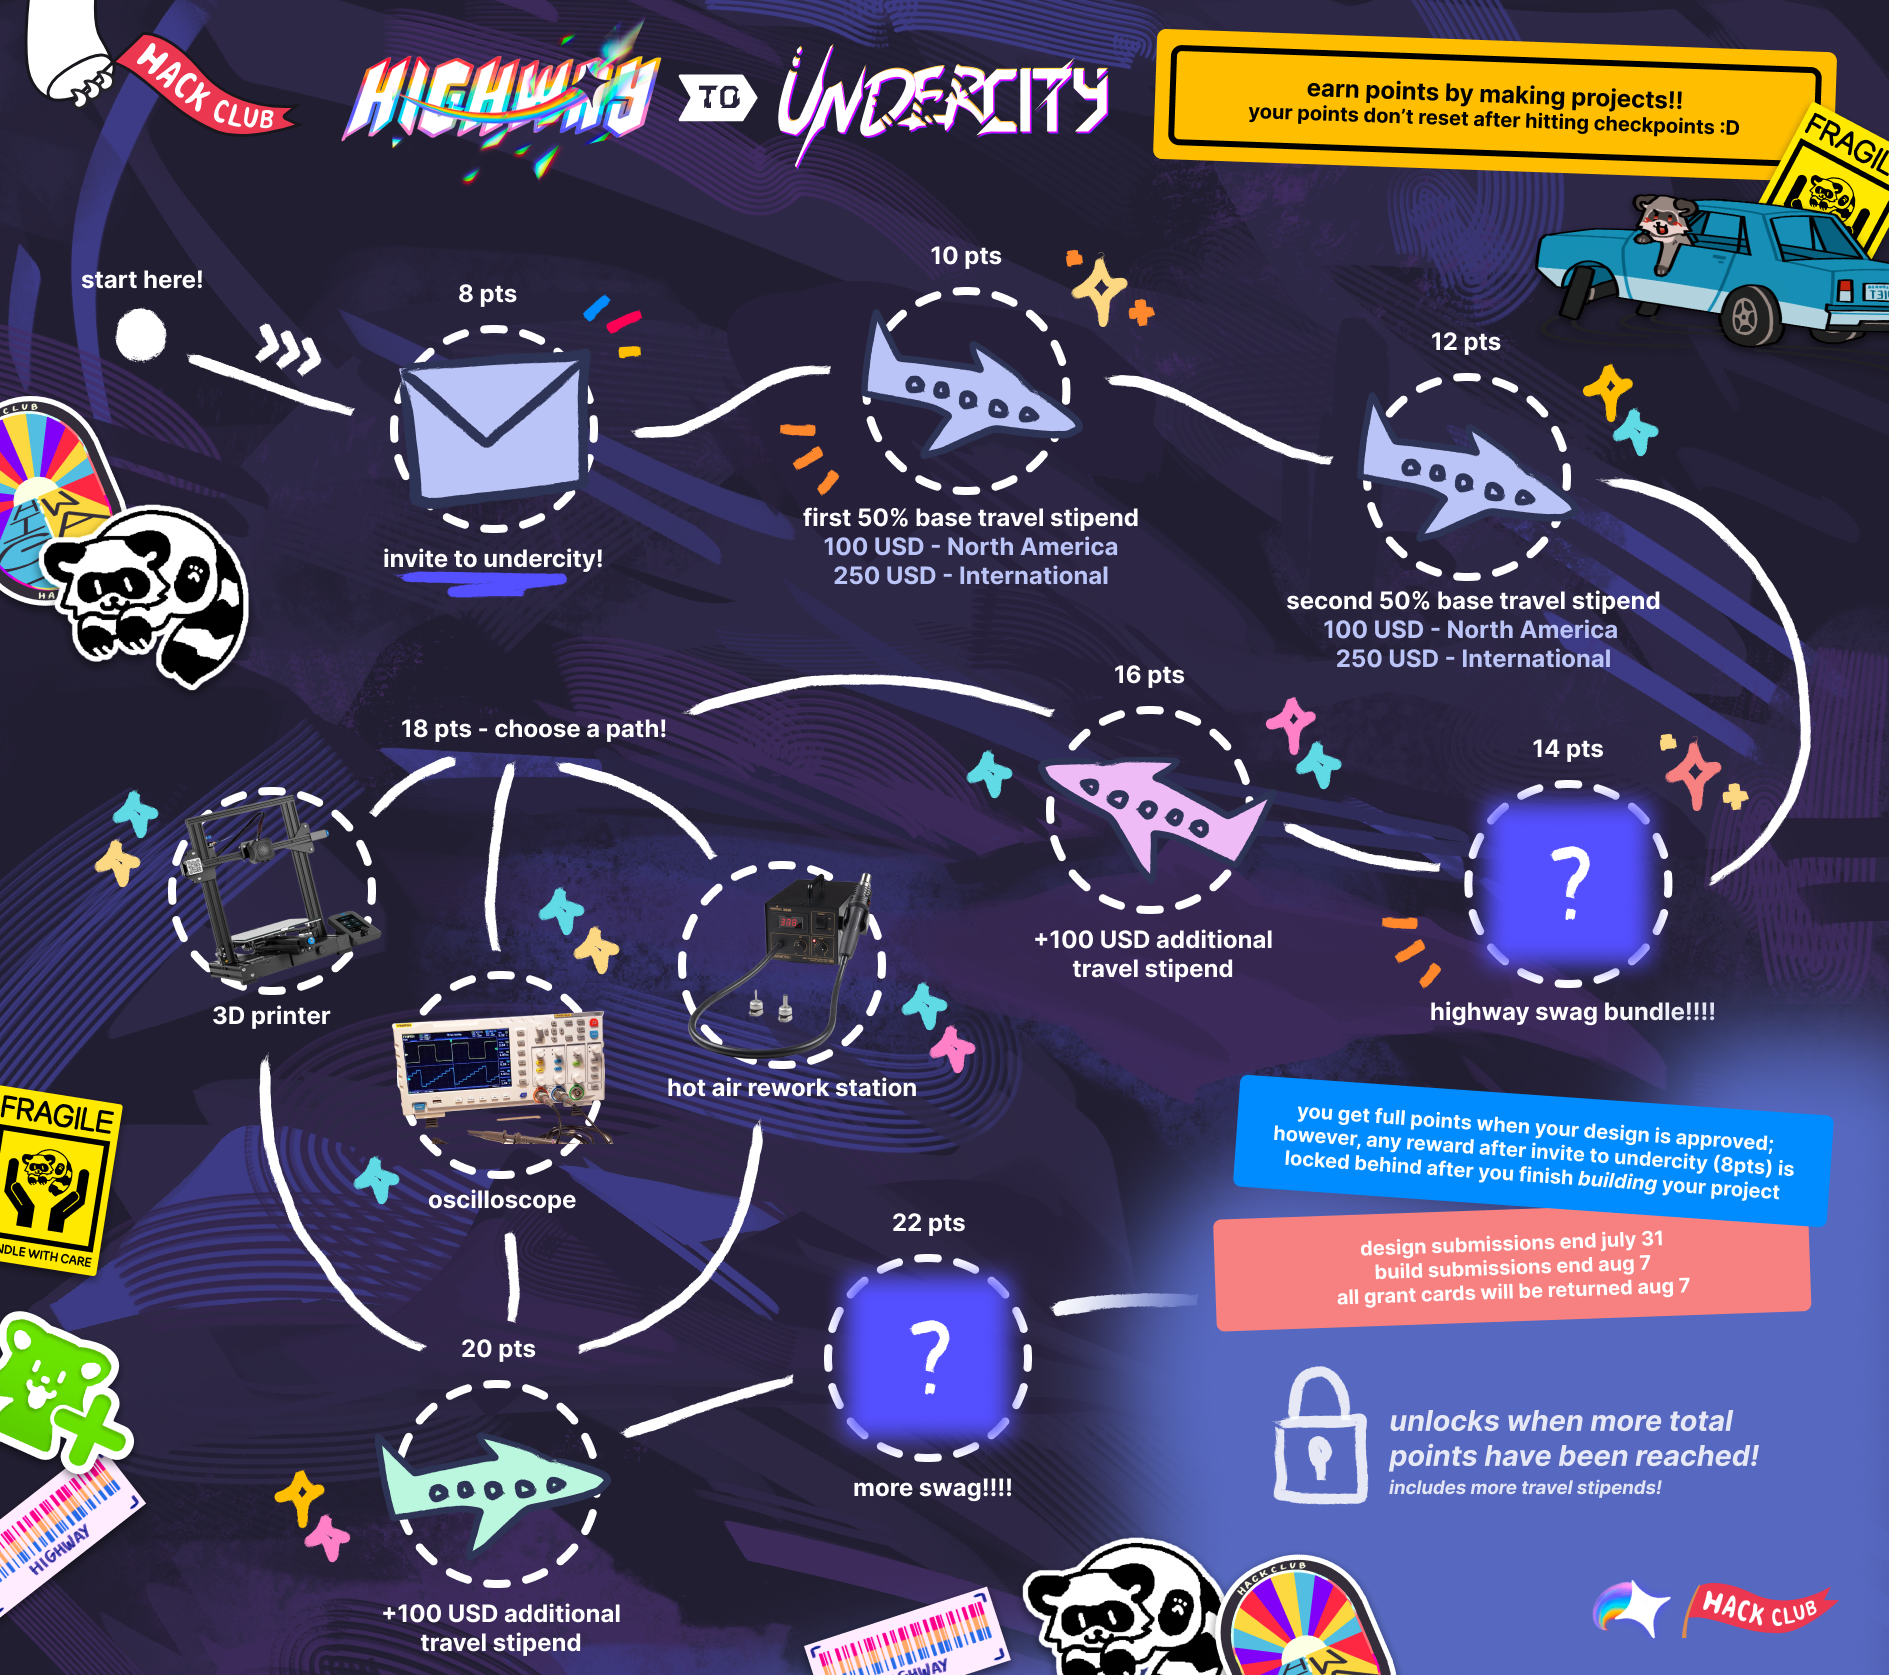 HACK CLUB
HIGHWAY TO UNDERCITY
earn points by making projects!!
your points don't reset after hitting checkpoints :D
FRAGIL
start here!
8 pts
invite to undercity!
10 pts
first 50% base travel stipend
100 USD - North America
250 USD - International
12 pts
second 50% base travel stipend
100 USD - North America
250 USD - International
CLUB
HA
14 pts
?
highway swag bundle!!!!
16 pts
+100 USD additional
travel stipend
18 pts - choose a path!
3D printer
oscilloscope
hot air rework station
FRAGILE
NDLE WITH CARE
you get full points when your design is approved;
however, any reward after invite to undercity (8pts) is
locked behind after you finish building your project
design submissions end july 31
build submissions end aug 7
all grant cards will be returned aug 7
20 pts
+100 USD additional
travel stipend
22 pts
?
more swag!!!!
unlocks when more total
points have been reached!
includes more travel stipends!
HIGHWAY
GHWAY
HACK CLUB
HACK CLUB